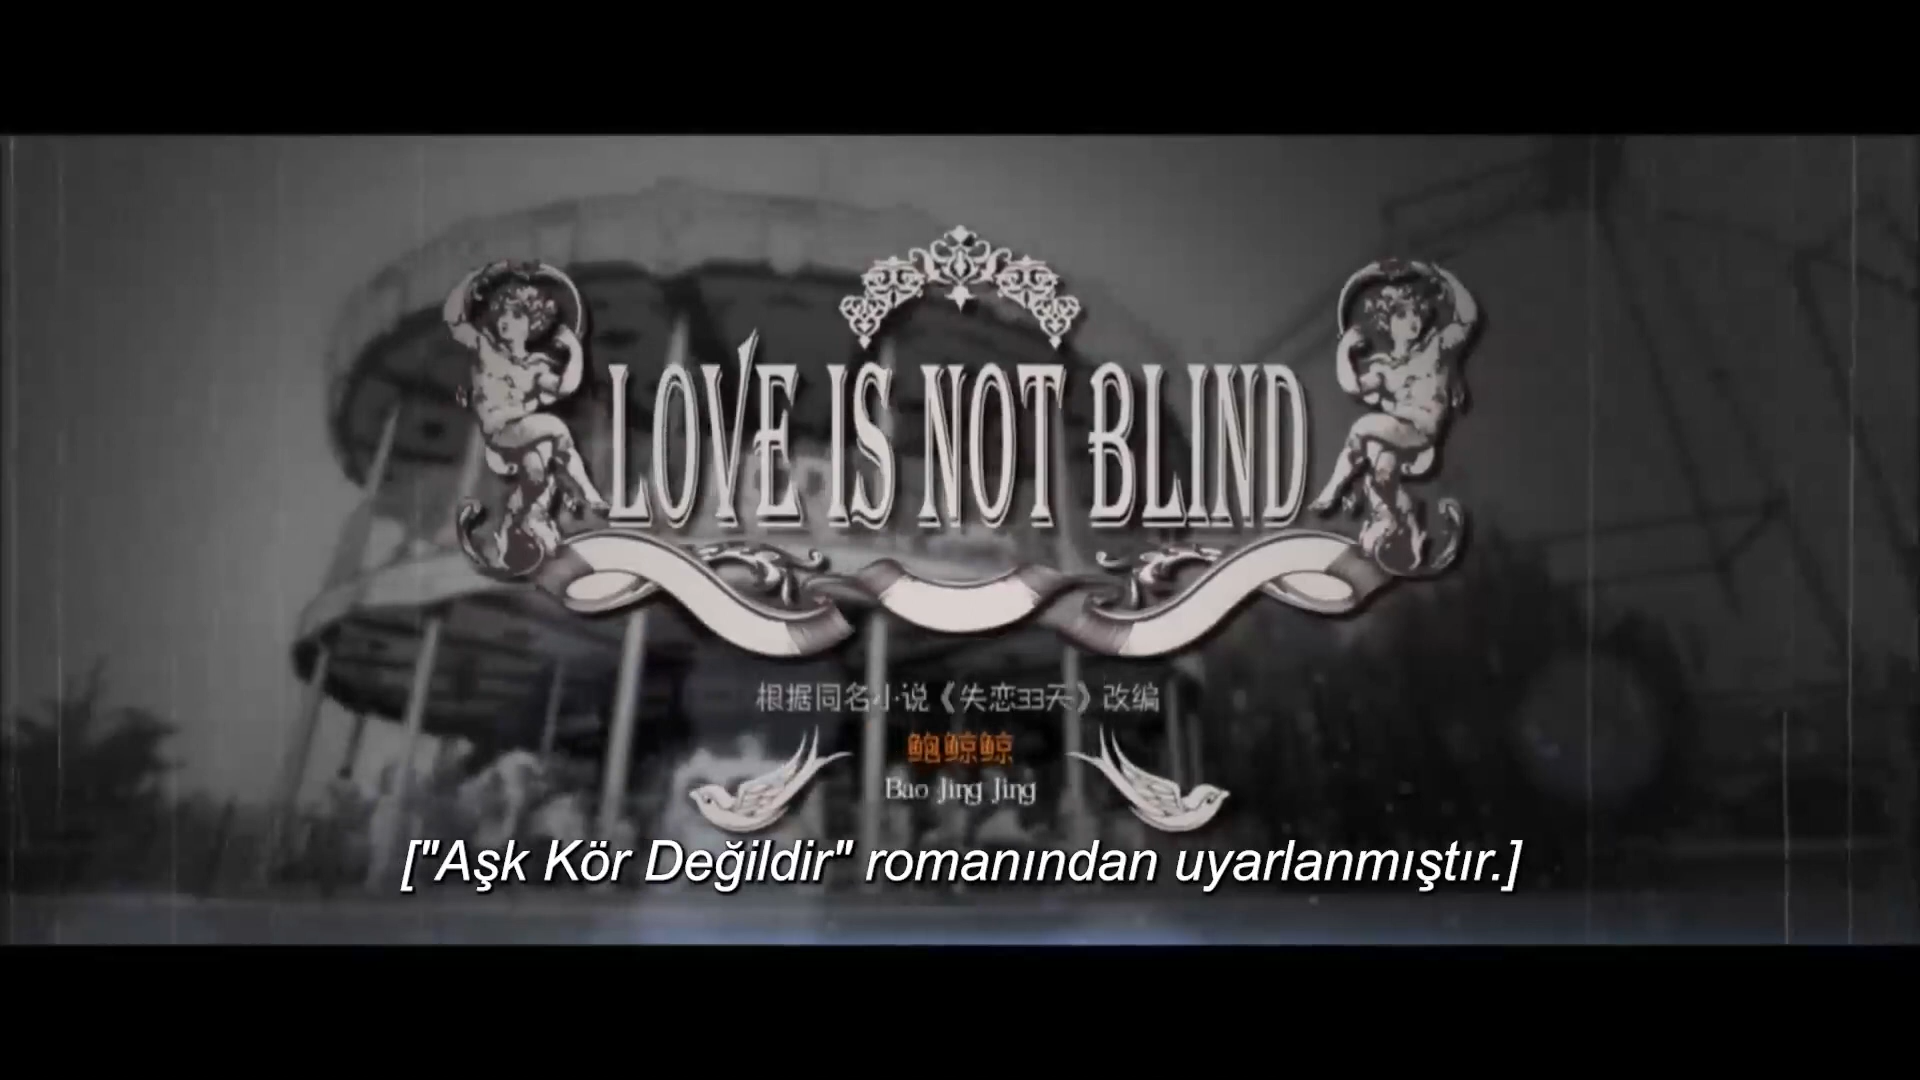 LOVE IS NOT BLIND
根据同名小说《失恋33天》改编
鲍鲸鲸
Bao Jing Jing
["Aşk Kör Değildir" romanından uyarlanmıştır.]